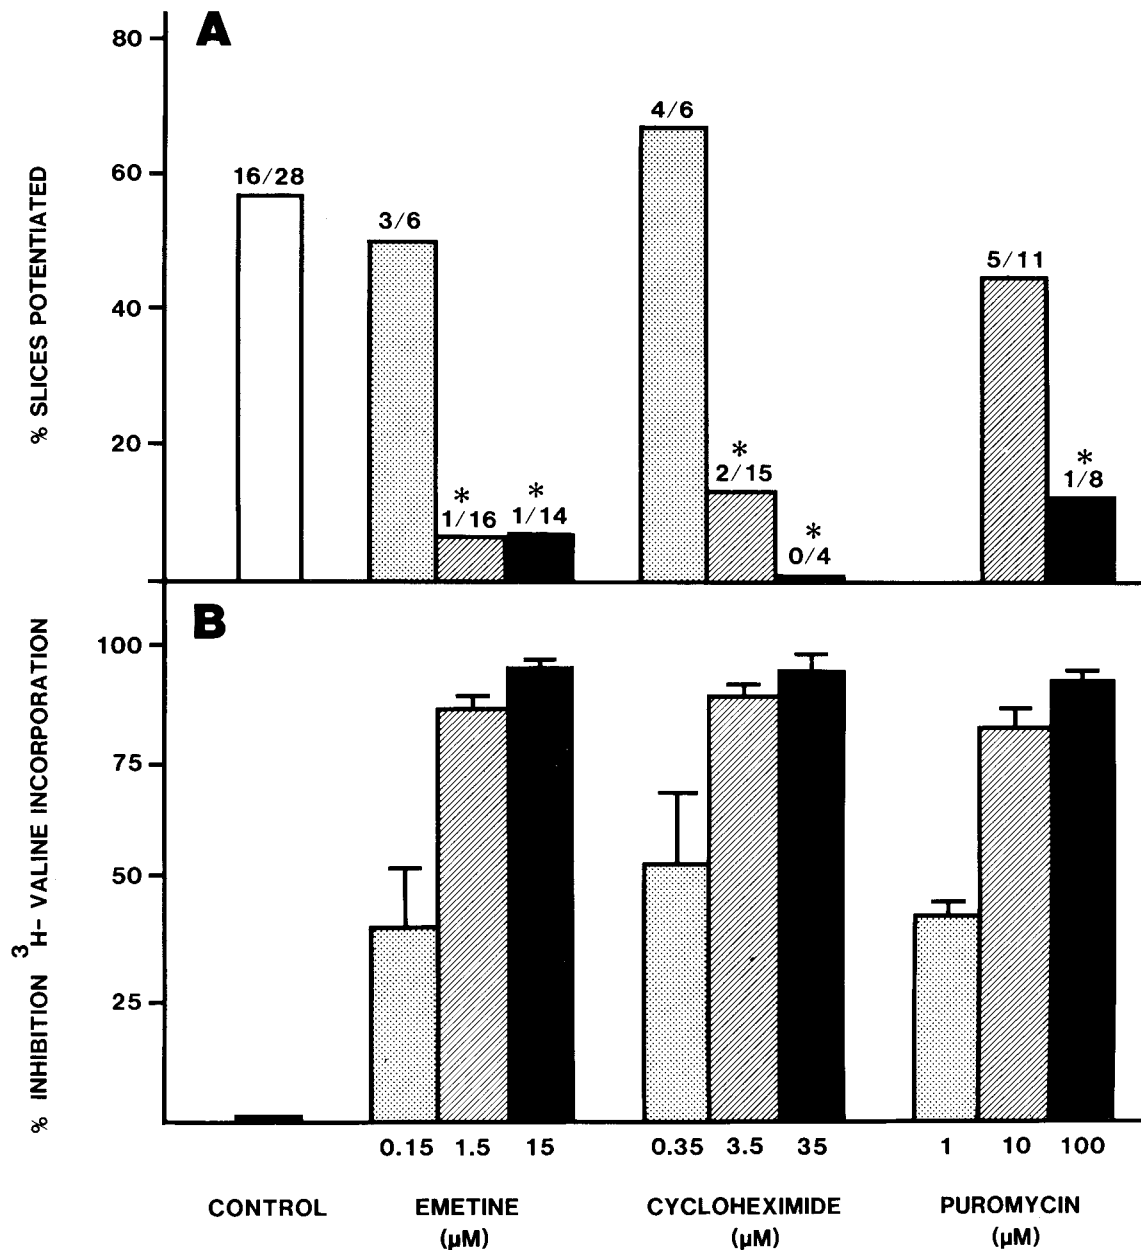 A
80
60
40
20
% SLICES POTENTIATED
16/28
3/6
* 1/16
* 1/14
4/6
* 2/15
* 0/4
5/11
* 1/8
B
100
75
50
25
% INHIBITION ³H- VALINE INCORPORATION
0.15 1.5 15 0.35 3.5 35 1 10 100
CONTROL EMETINE CYCLOHEXIMIDE PUROMYCIN
(µM) (µM) (µM)